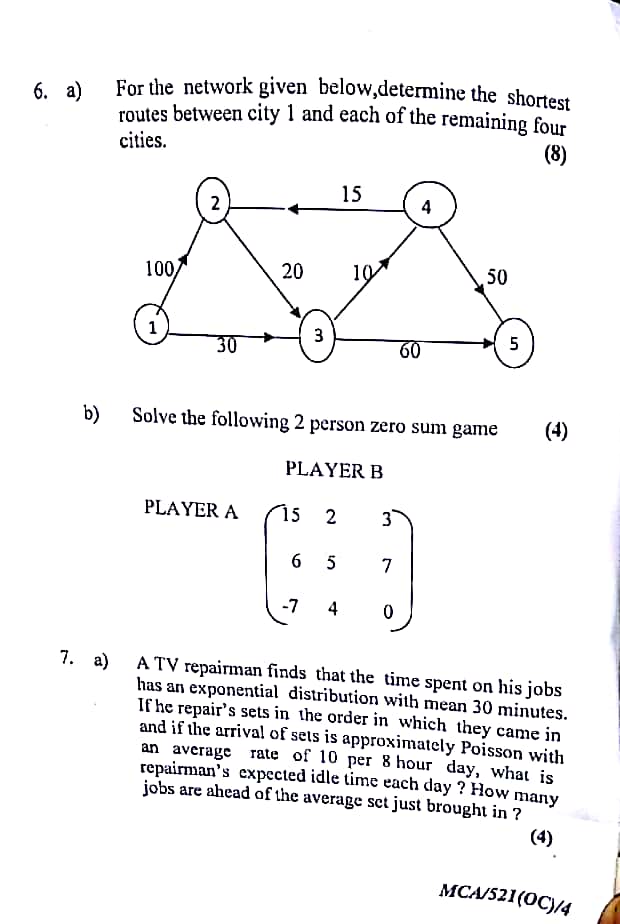 6. a) For the network given below,determine the shortest
routes between city 1 and each of the remaining four
cities.
(8)
15
2
4
100
20
10
50
1
3
5
30
60
b) Solve the following 2 person zero sum game (4)
PLAYER B
PLAYER A 15 2 3
6 5 7
-7 4 0
7. a) A TV repairman finds that the time spent on his jobs
has an exponential distribution with mean 30 minutes.
If he repair's sets in the order in which they came in
and if the arrival of sets is approximately Poisson with
an average rate of 10 per 8 hour day, what is
repairman's expected idle time each day ? How many
jobs are ahead of the average set just brought in ?
(4)
MCA/521(OC)/4